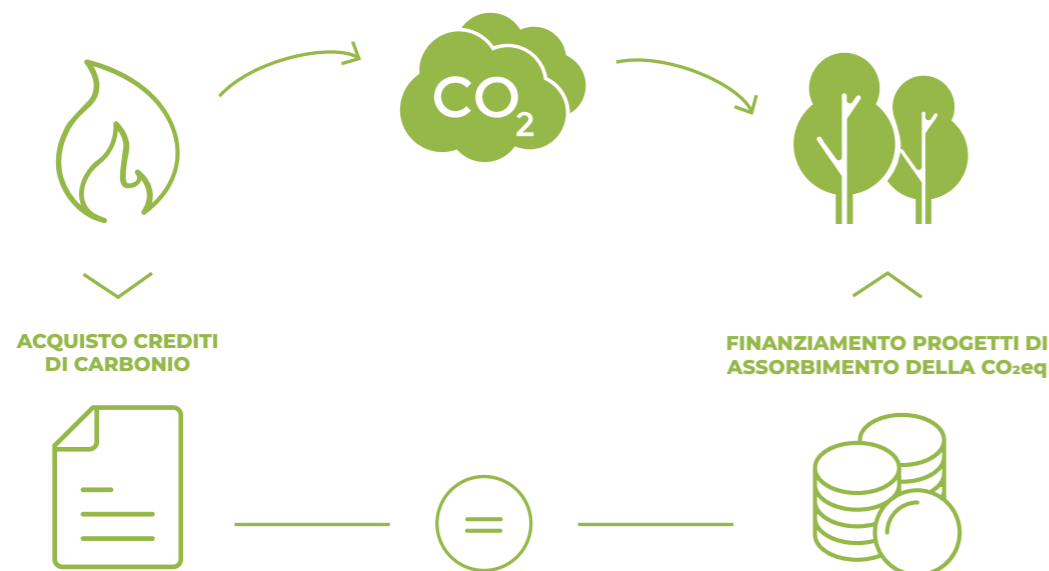 CO₂
ACQUISTO CREDITI
DI CARBONIO
FINANZIAMENTO PROGETTI DI
ASSORBIMENTO DELLA CO₂eq
=